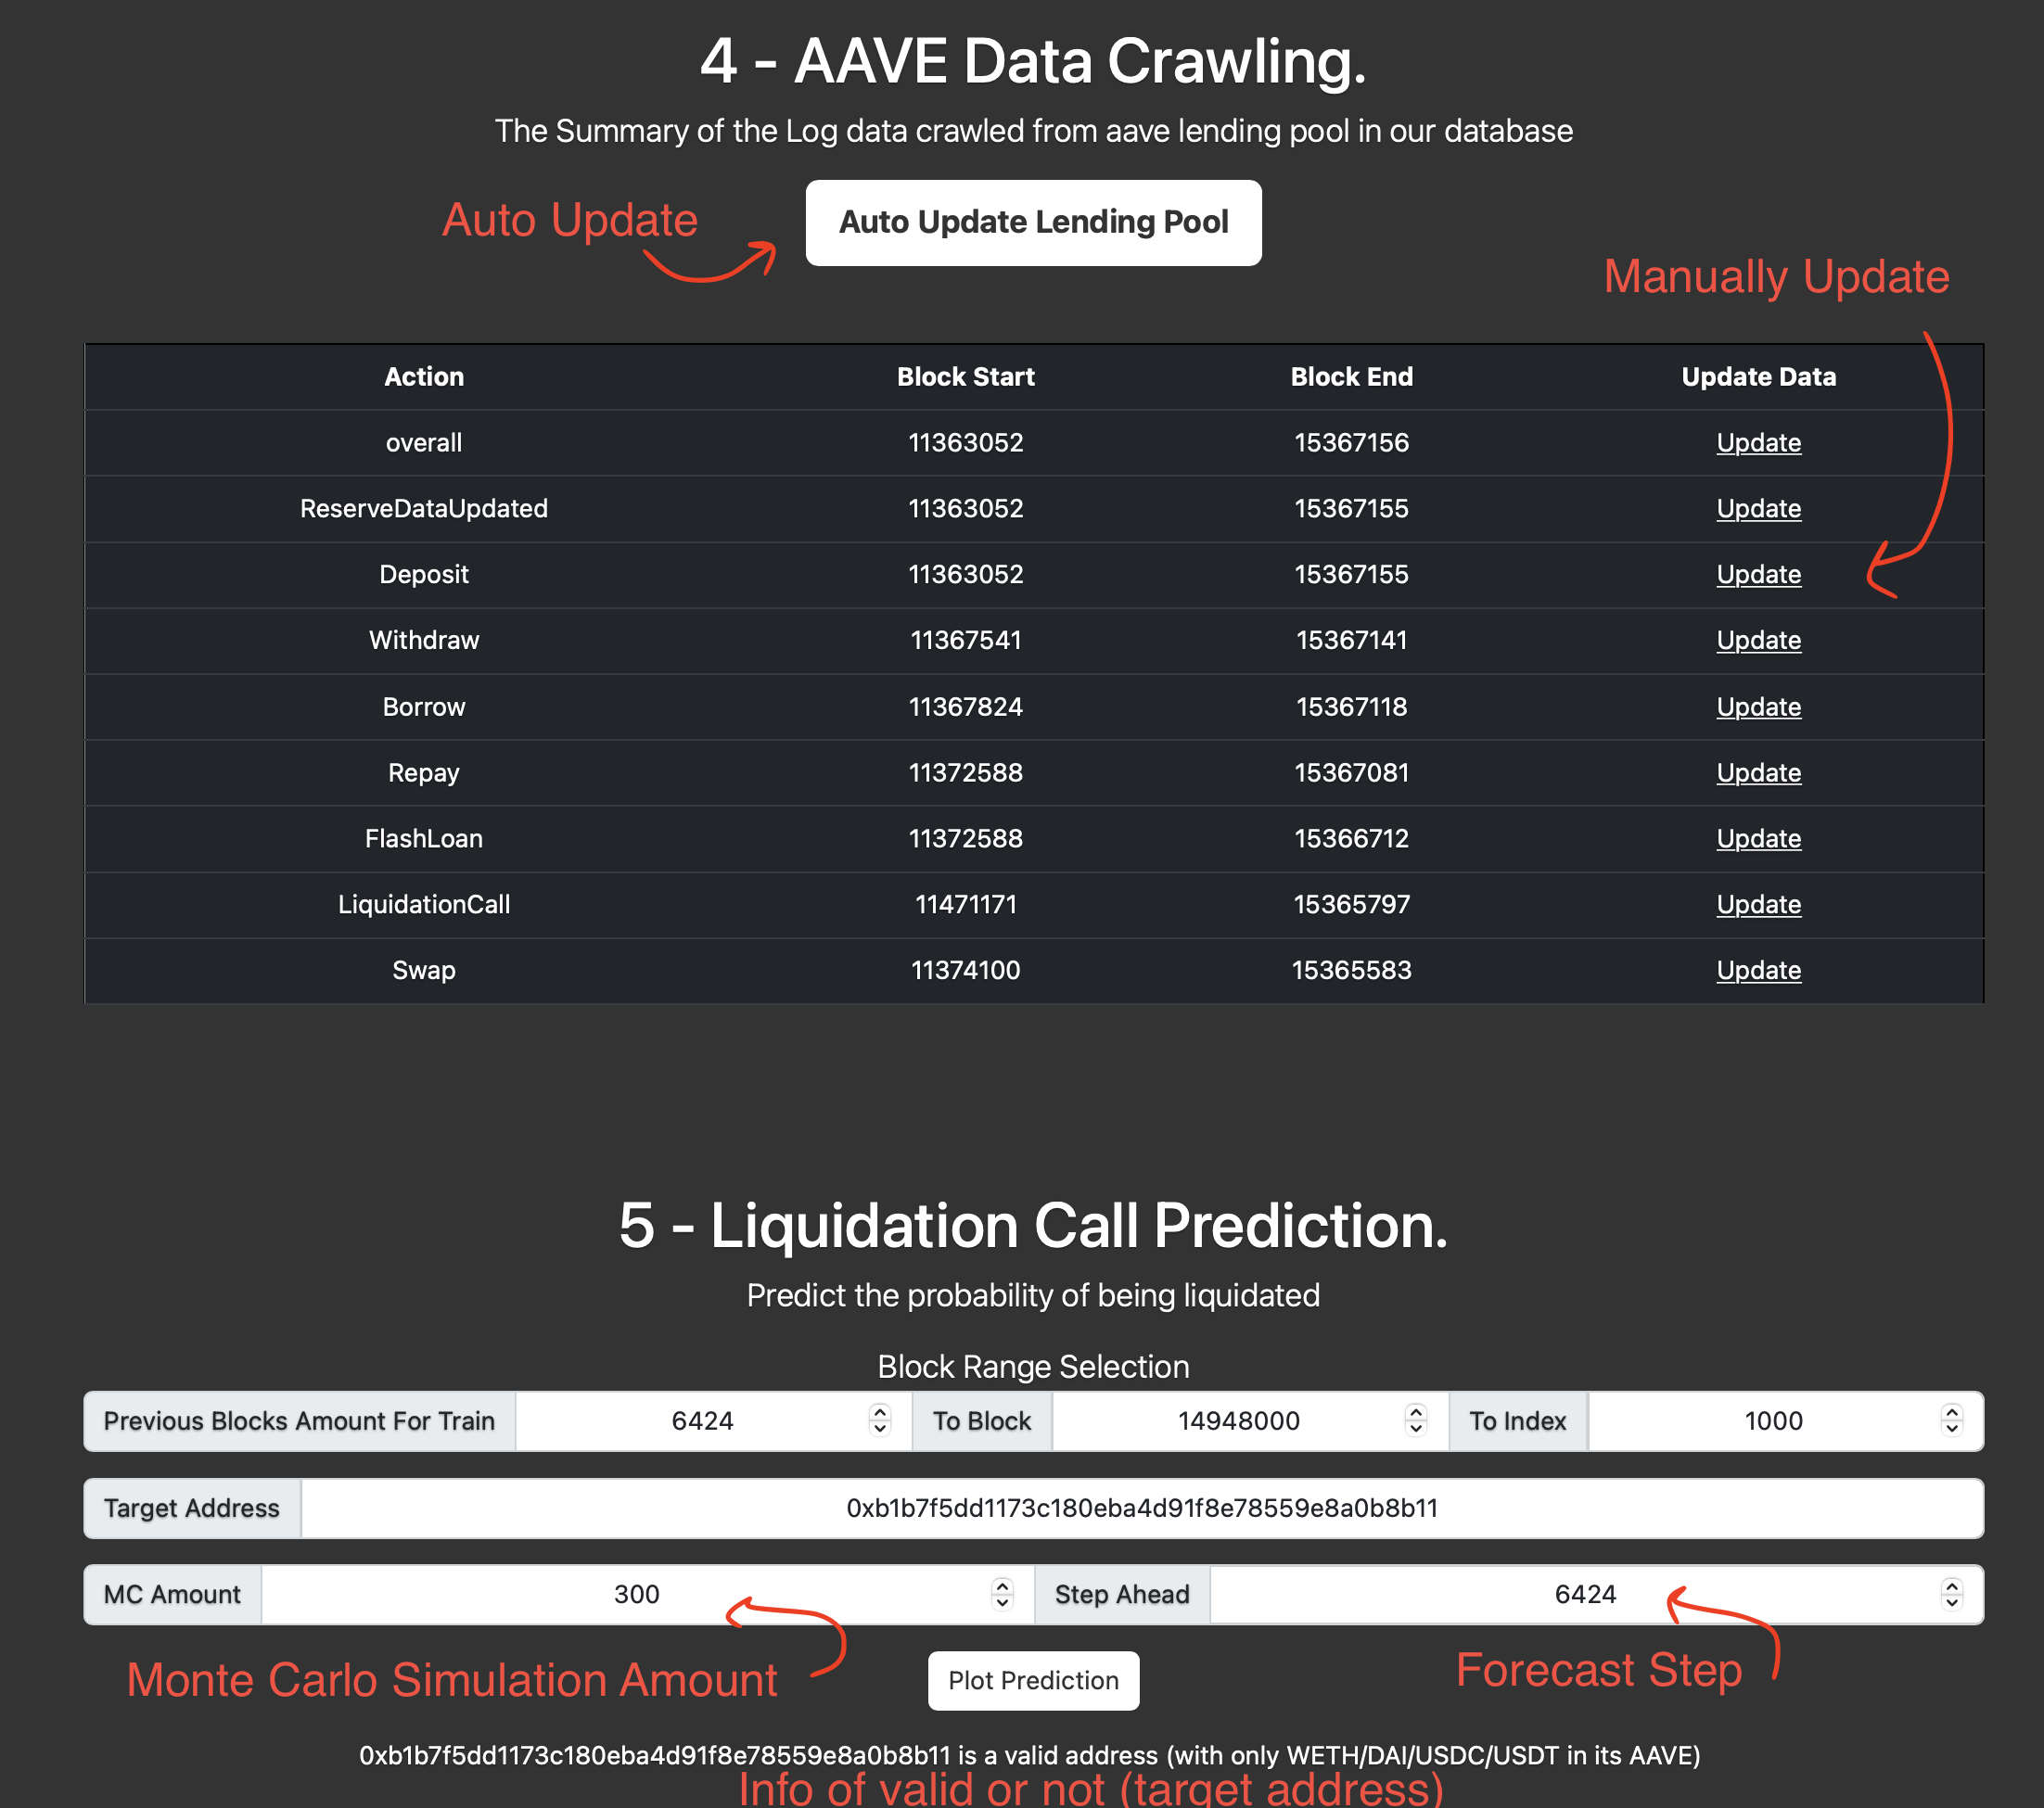 4 - AAVE Data Crawling.
The Summary of the Log data crawled from aave lending pool in our database
Auto Update
Auto Update Lending Pool
Manually Update
Action Block Start Block End Update Data
overall 11363052 15367156 Update
ReserveDataUpdated 11363052 15367155 Update
Deposit 11363052 15367155 Update
Withdraw 11367541 15367141 Update
Borrow 11367824 15367118 Update
Repay 11372588 15367081 Update
FlashLoan 11372588 15366712 Update
LiquidationCall 11471171 15365797 Update
Swap 11374100 15365583 Update
5 - Liquidation Call Prediction.
Predict the probability of being liquidated
Block Range Selection
Previous Blocks Amount For Train 6424 To Block 14948000 To Index 1000
Target Address 0xb1b7f5dd1173c180eba4d91f8e78559e8a0b8b11
MC Amount 300 Step Ahead 6424
Monte Carlo Simulation Amount
Plot Prediction
Forecast Step
0xb1b7f5dd1173c180eba4d91f8e78559e8a0b8b11 is a valid address (with only WETH/DAI/USDC/USDT in its AAVE)
Info of valid or not (target address)